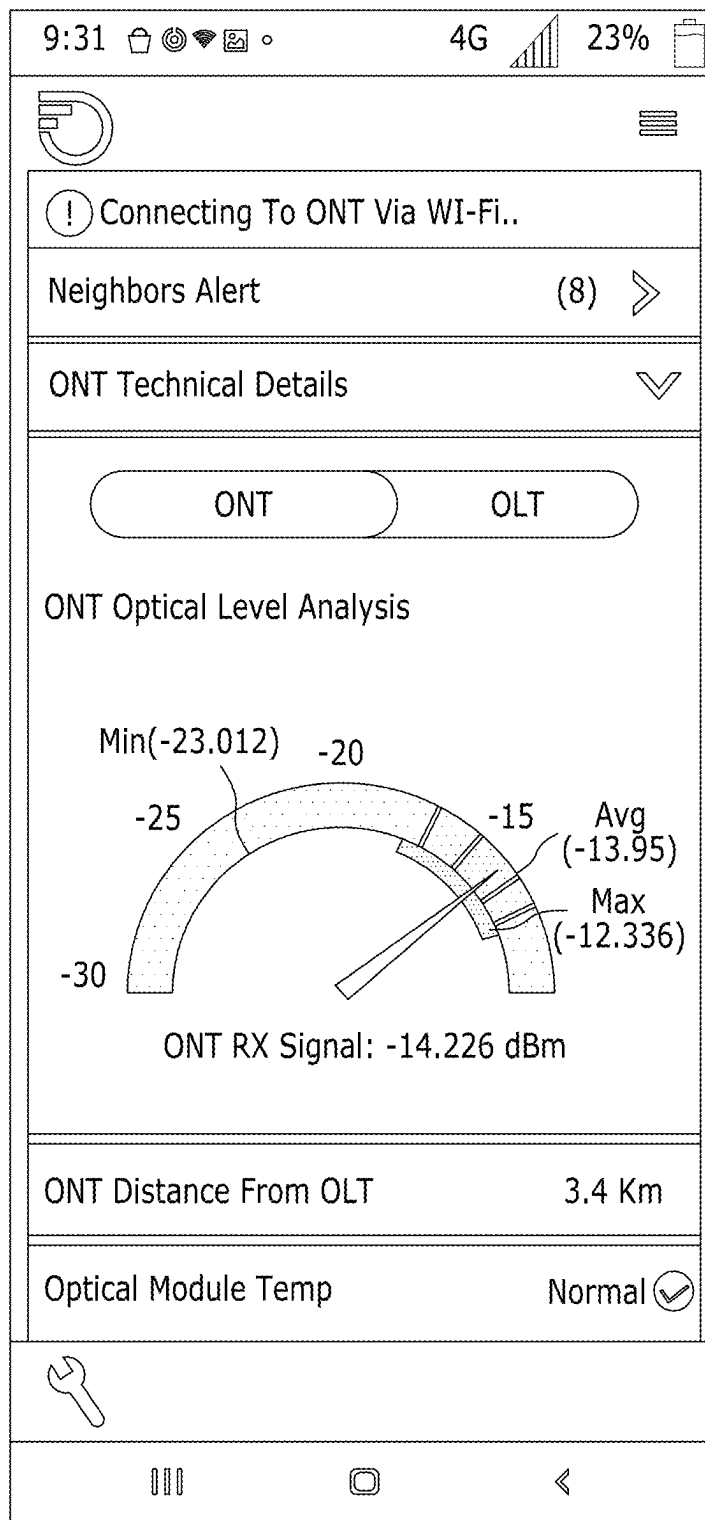 9:31 4G 23%
! Connecting To ONT Via WI-Fi..
Neighbors Alert (8)
ONT Technical Details
ONT OLT
ONT Optical Level Analysis
Min(-23.012) -20
-25 -15 Avg
(-13.95)
Max
(-12.336)
-30
ONT RX Signal: -14.226 dBm
ONT Distance From OLT 3.4 Km
Optical Module Temp Normal